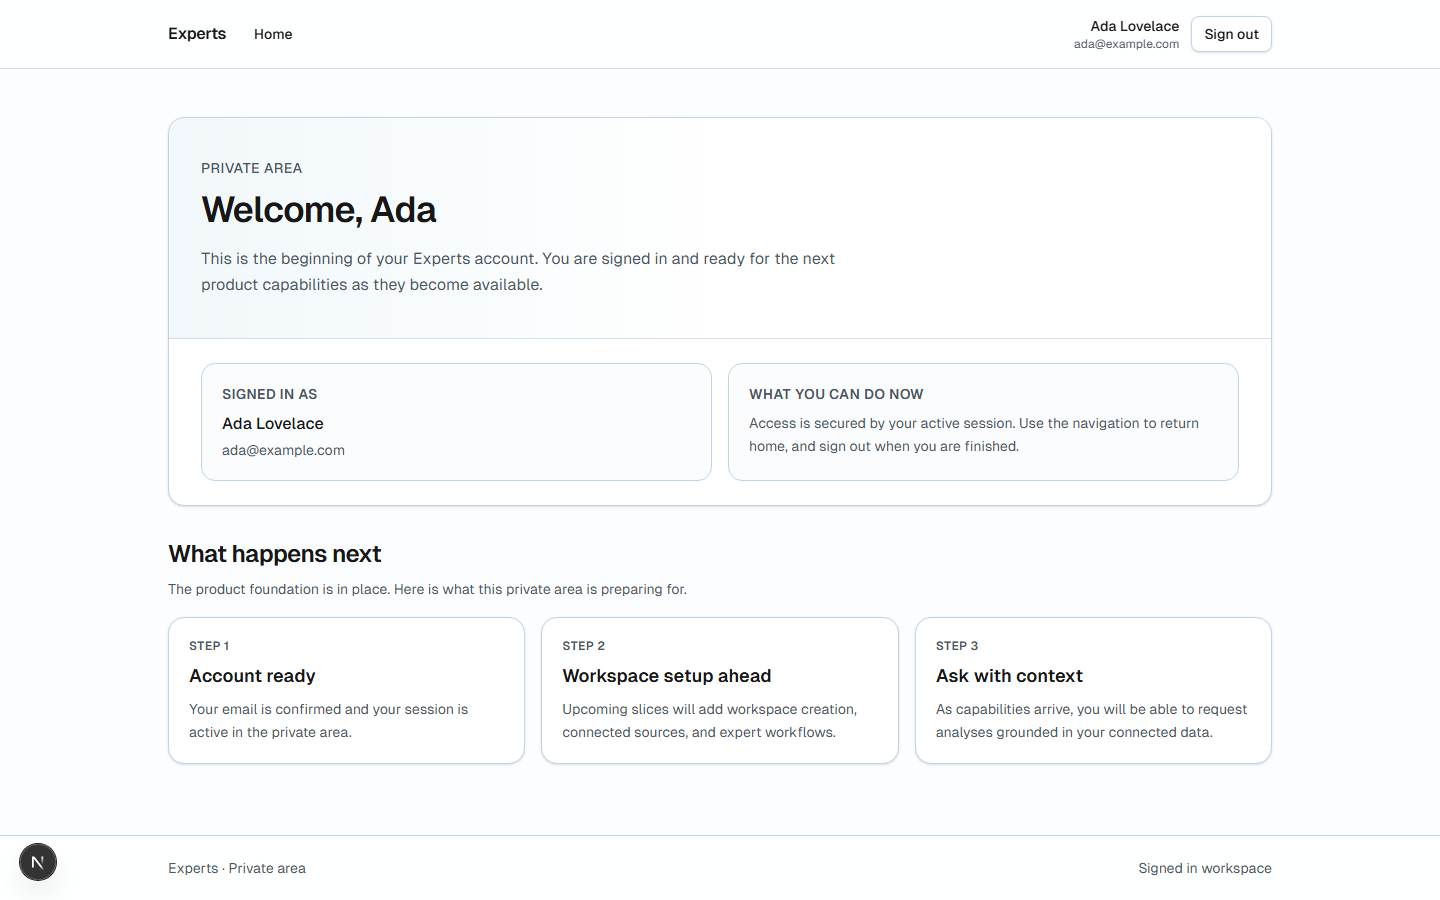 Experts
Home
Ada Lovelace
ada@example.com
Sign out
PRIVATE AREA
Welcome, Ada
This is the beginning of your Experts account. You are signed in and ready for the next
product capabilities as they become available.
SIGNED IN AS
Ada Lovelace
ada@example.com
WHAT YOU CAN DO NOW
Access is secured by your active session. Use the navigation to return
home, and sign out when you are finished.
What happens next
The product foundation is in place. Here is what this private area is preparing for.
STEP 1
Account ready
Your email is confirmed and your session is
active in the private area.
STEP 2
Workspace setup ahead
Upcoming slices will add workspace creation,
connected sources, and expert workflows.
STEP 3
Ask with context
As capabilities arrive, you will be able to request
analyses grounded in your connected data.
N
Experts · Private area
Signed in workspace